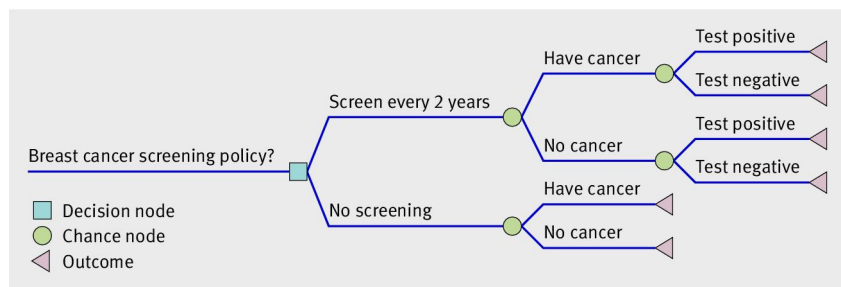 Breast cancer screening policy?
Screen every 2 years
Have cancer
Test positive
Test negative
No cancer
Test positive
Test negative
No screening
Have cancer
No cancer
Decision node
Chance node
Outcome